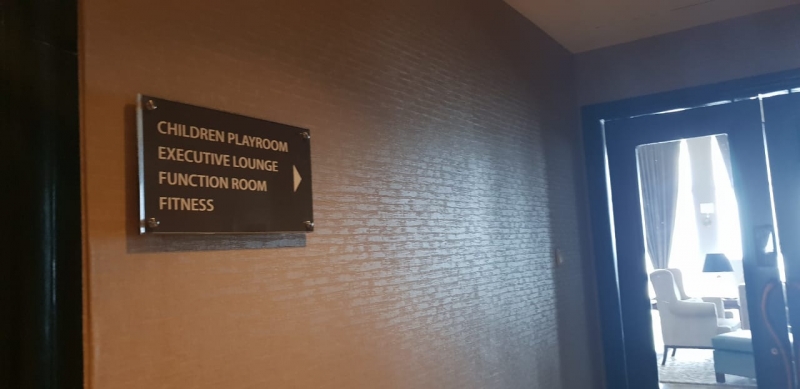 CHILDREN PLAYROOM
EXECUTIVE LOUNGE
FUNCTION ROOM
FITNESS